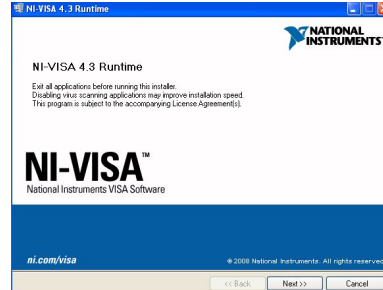 NI-VISA 4.3 Runtime
NATIONAL
INSTRUMENTS
NI-VISA 4.3 Runtime
Exit all applications before running this installer.
Disabling virus scanning applications may improve installation speed.
This program is subject to the accompanying License Agreement(s).
NI-VISA™
National Instruments VISA Software
ni.com/visa
© 2008 National Instruments. All rights reserved
<< Back
Next >>
Cancel